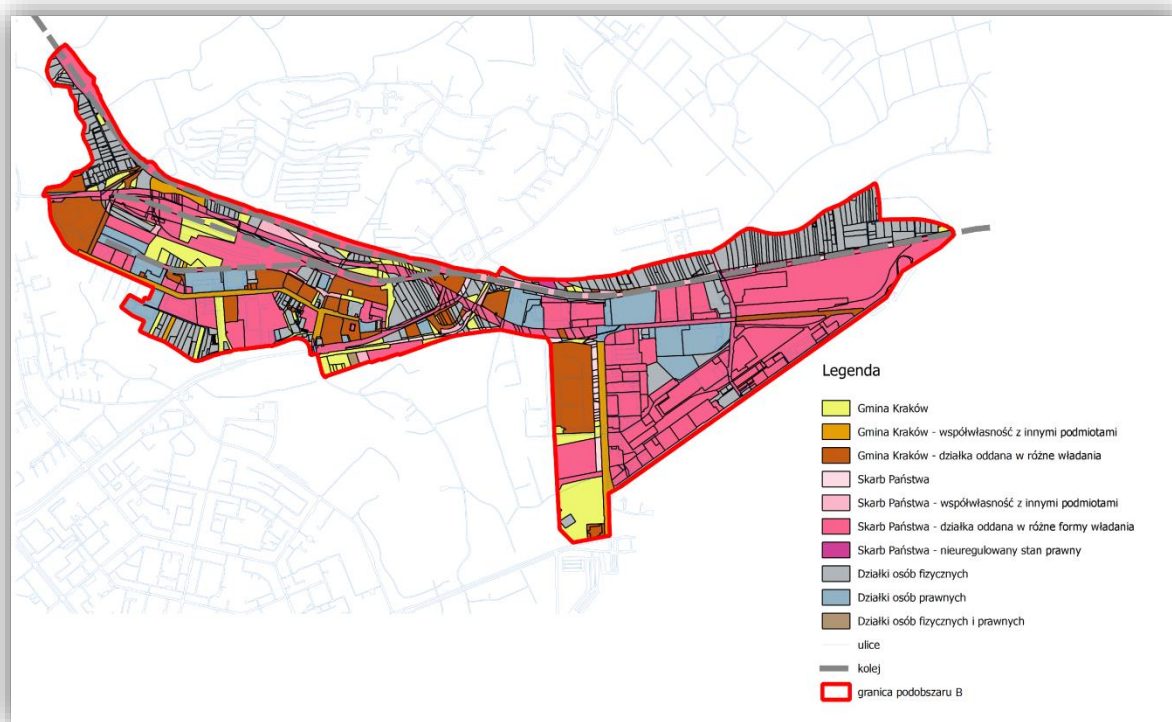 Legenda
Gmina Kraków
Gmina Kraków - współwłasność z innymi podmiotami
Gmina Kraków - działka oddana w różne władania
Skarb Państwa
Skarb Państwa - współwłasność z innymi podmiotami
Skarb Państwa - działka oddana w różne formy władania
Skarb Państwa - nieuregulowany stan prawny
Działki osób fizycznych
Działki osób prawnych
Działki osób fizycznych i prawnych
ulice
kolej
granica podobszaru B